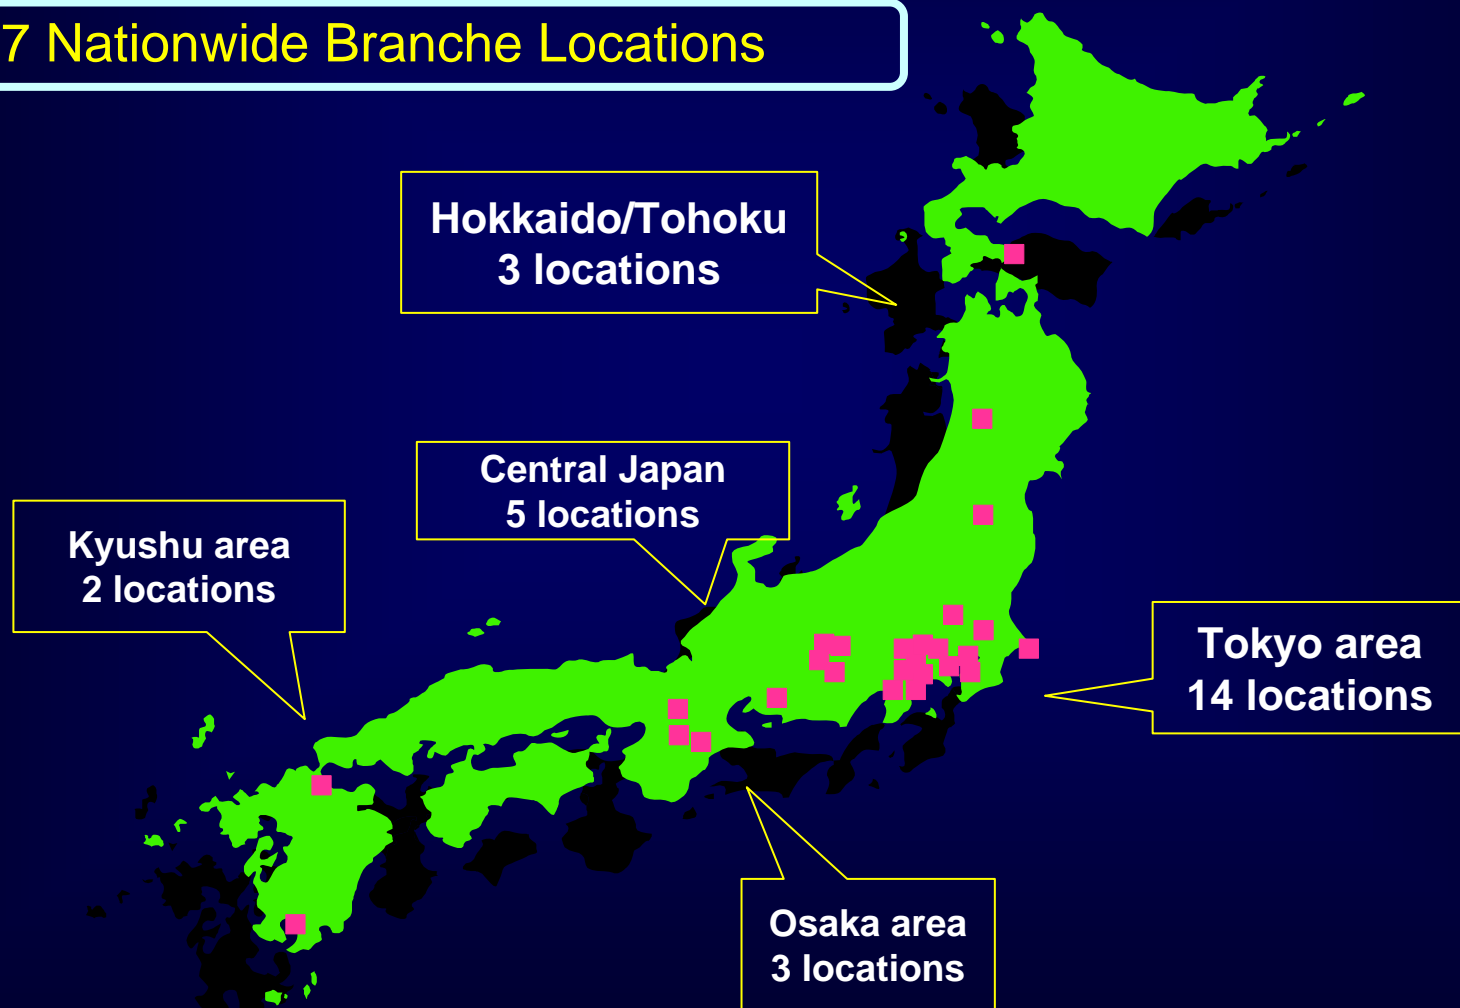 7 Nationwide Branche Locations
Hokkaido/Tohoku
3 locations
Central Japan
5 locations
Kyushu area
2 locations
Tokyo area
14 locations
Osaka area
3 locations